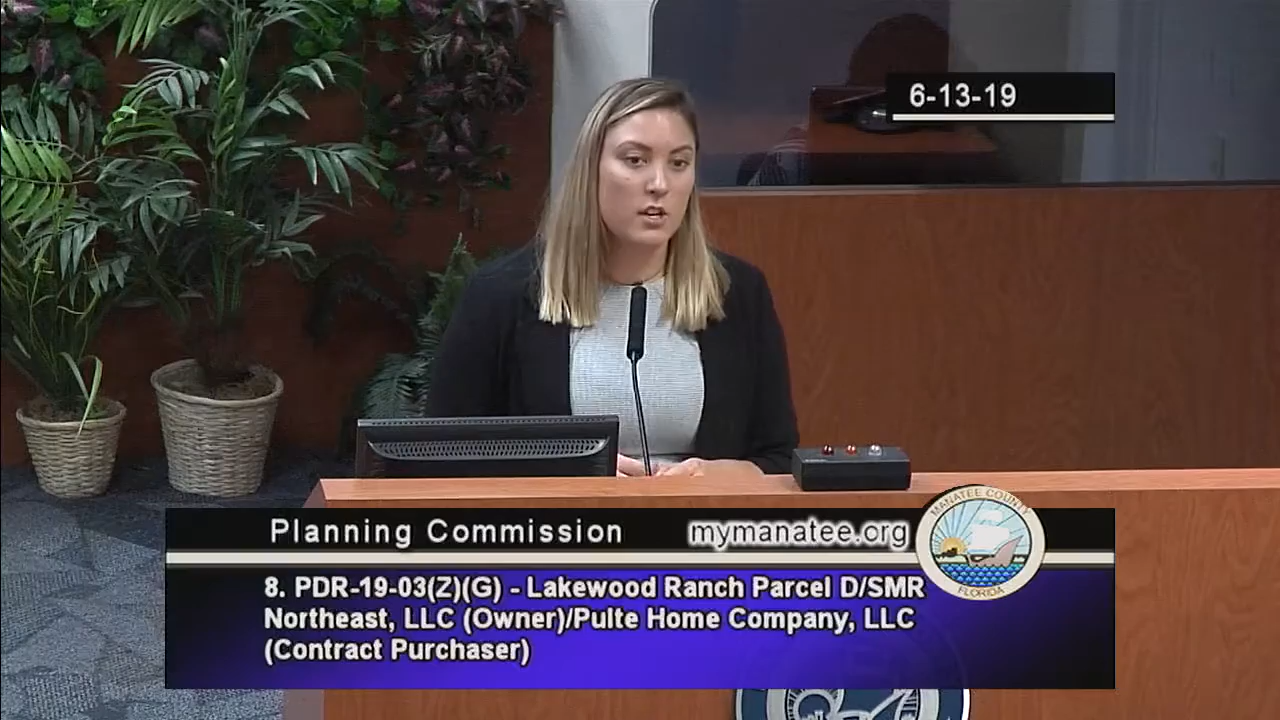 6-13-19
Planning Commission
mymanatee.org
MANATEE COUNTY
FLORIDA
8. PDR-19-03(Z)(G) - Lakewood Ranch Parcel D/SMR
Northeast, LLC (Owner)/Pulte Home Company, LLC
(Contract Purchaser)